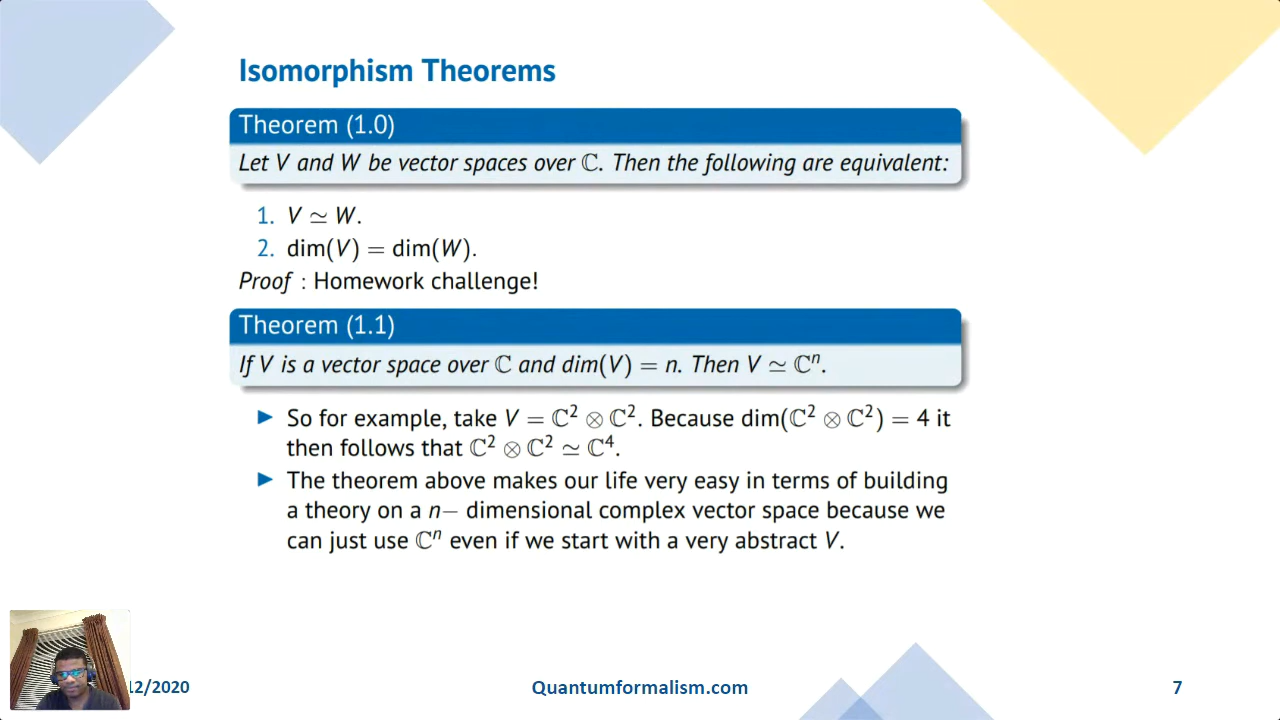 Isomorphism Theorems
Theorem (1.0)
Let V and W be vector spaces over ℂ. Then the following are equivalent:
1. V ≃ W.
2. dim(V) = dim(W).
Proof : Homework challenge!
Theorem (1.1)
If V is a vector space over ℂ and dim(V) = n. Then V ≃ ℂⁿ.
▶ So for example, take V = ℂ² ⊗ ℂ². Because dim(ℂ² ⊗ ℂ²) = 4 it
then follows that ℂ² ⊗ ℂ² ≃ ℂ⁴.
▶ The theorem above makes our life very easy in terms of building
a theory on a n− dimensional complex vector space because we
can just use ℂⁿ even if we start with a very abstract V.
12/2020
Quantumformalism.com
7